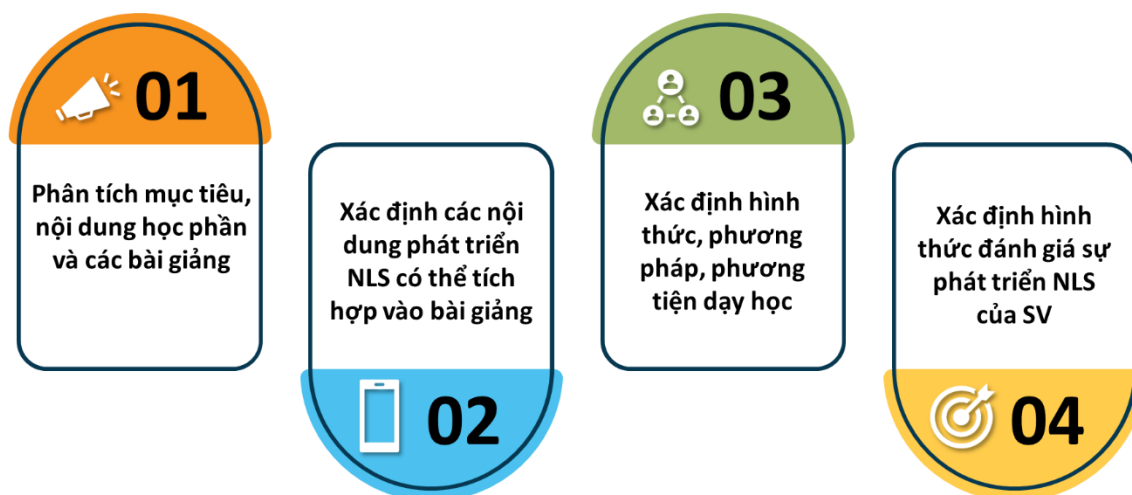 01
Phân tích mục tiêu,
nội dung học phần
và các bài giảng
Xác định các nội
dung phát triển
NLS có thể tích
hợp vào bài giảng
02
03
Xác định hình
thức, phương
pháp, phương
tiện dạy học
Xác định hình
thức đánh giá sự
phát triển NLS
của SV
04